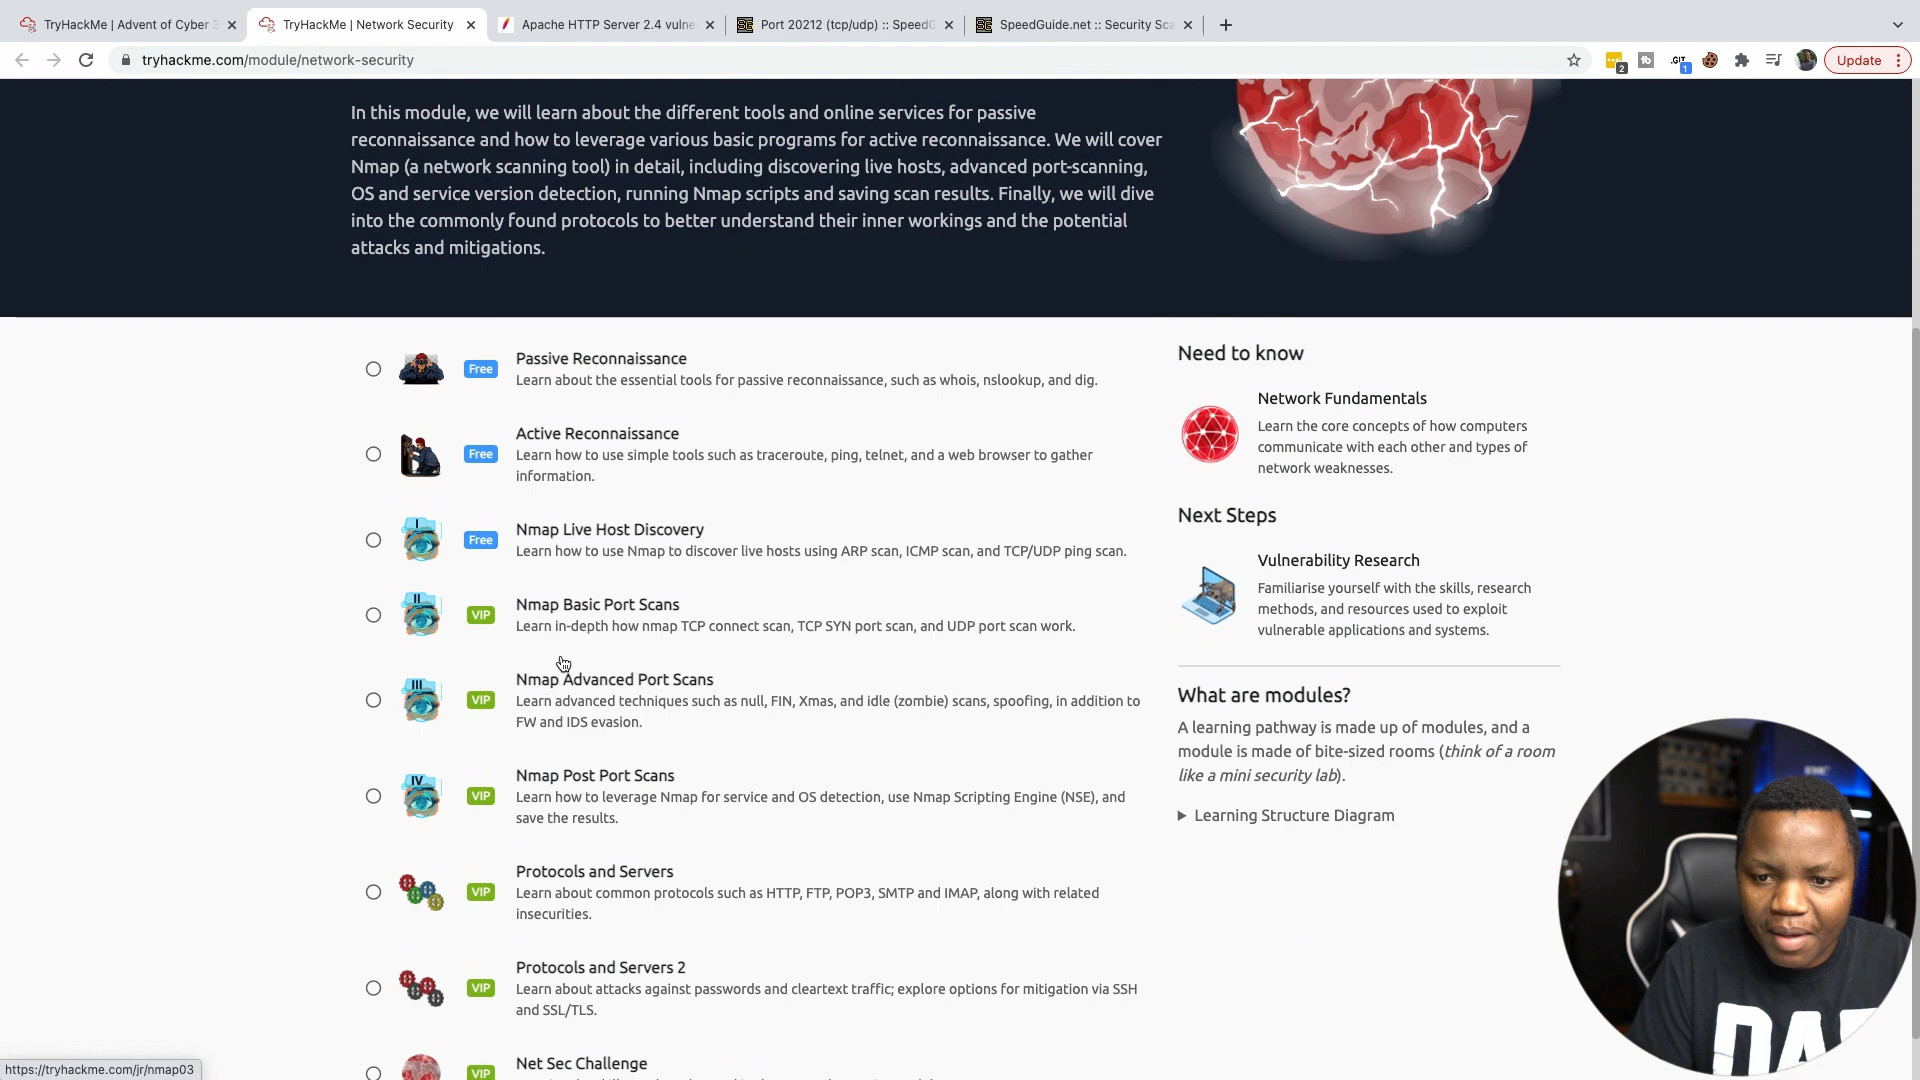 TryHackMe | Advent of Cyber 3
TryHackMe | Network Security
Apache HTTP Server 2.4 vulne
Port 20212 (tcp/udp) :: SpeedG
SpeedGuide.net :: Security Sca
tryhackme.com/module/network-security
2
1
Update
In this module, we will learn about the different tools and online services for passive
reconnaissance and how to leverage various basic programs for active reconnaissance. We will cover
Nmap (a network scanning tool) in detail, including discovering live hosts, advanced port-scanning,
OS and service version detection, running Nmap scripts and saving scan results. Finally, we will dive
into the commonly found protocols to better understand their inner workings and the potential
attacks and mitigations.
Free
Passive Reconnaissance
Learn about the essential tools for passive reconnaissance, such as whois, nslookup, and dig.
Free
Active Reconnaissance
Learn how to use simple tools such as traceroute, ping, telnet, and a web browser to gather
information.
I
Free
Nmap Live Host Discovery
Learn how to use Nmap to discover live hosts using ARP scan, ICMP scan, and TCP/UDP ping scan.
II
VIP
Nmap Basic Port Scans
Learn in-depth how nmap TCP connect scan, TCP SYN port scan, and UDP port scan work.
III
VIP
Nmap Advanced Port Scans
Learn advanced techniques such as null, FIN, Xmas, and idle (zombie) scans, spoofing, in addition to
FW and IDS evasion.
IV
VIP
Nmap Post Port Scans
Learn how to leverage Nmap for service and OS detection, use Nmap Scripting Engine (NSE), and
save the results.
VIP
Protocols and Servers
Learn about common protocols such as HTTP, FTP, POP3, SMTP and IMAP, along with related
insecurities.
VIP
Protocols and Servers 2
Learn about attacks against passwords and cleartext traffic; explore options for mitigation via SSH
and SSL/TLS.
VIP
Net Sec Challenge
Need to know
Network Fundamentals
Learn the core concepts of how computers
communicate with each other and types of
network weaknesses.
Next Steps
Vulnerability Research
Familiarise yourself with the skills, research
methods, and resources used to exploit
vulnerable applications and systems.
What are modules?
A learning pathway is made up of modules, and a
module is made of bite-sized rooms (think of a room
like a mini security lab).
Learning Structure Diagram
https://tryhackme.com/jr/nmap03